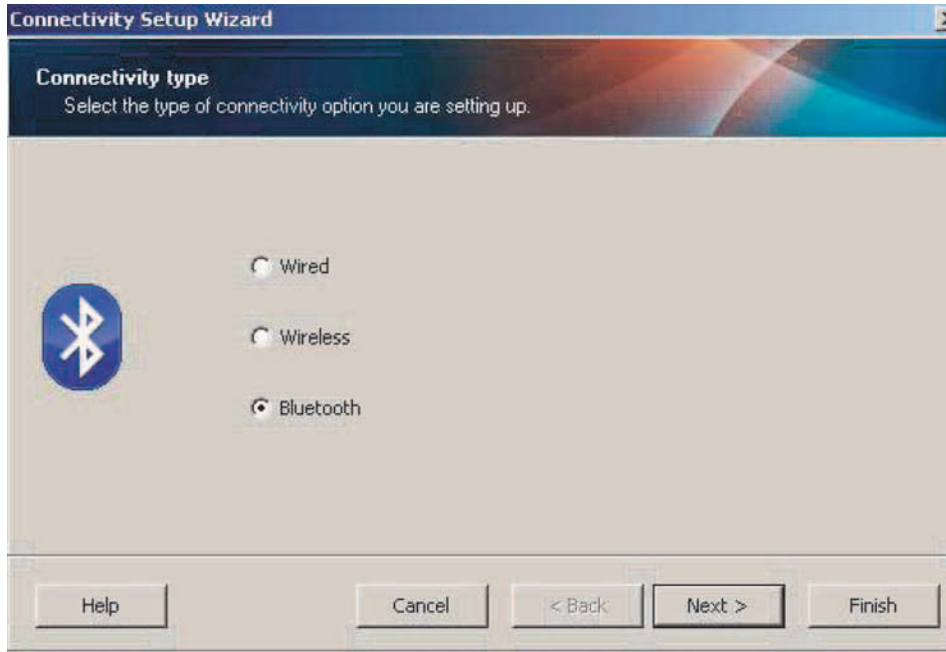 Connectivity Setup Wizard
Connectivity type
Select the type of connectivity option you are setting up.
Wired
Wireless
Bluetooth
Help
Cancel
< Back
Next >
Finish